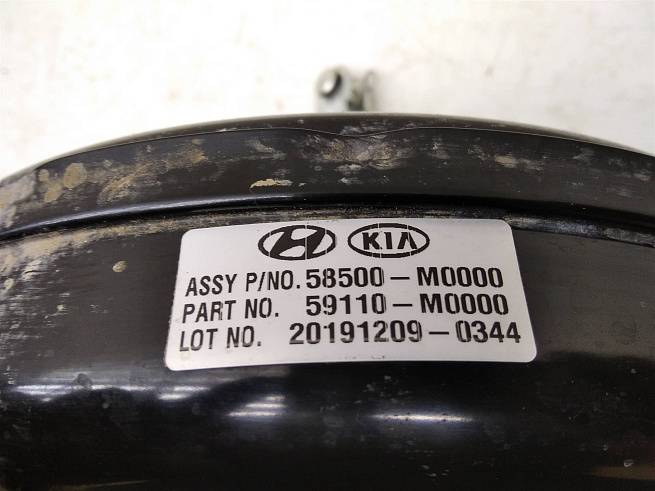 KIA
ASSY P/NO. 58500-M0000
PART NO. 59110-M0000
LOT NO. 20191209-0344